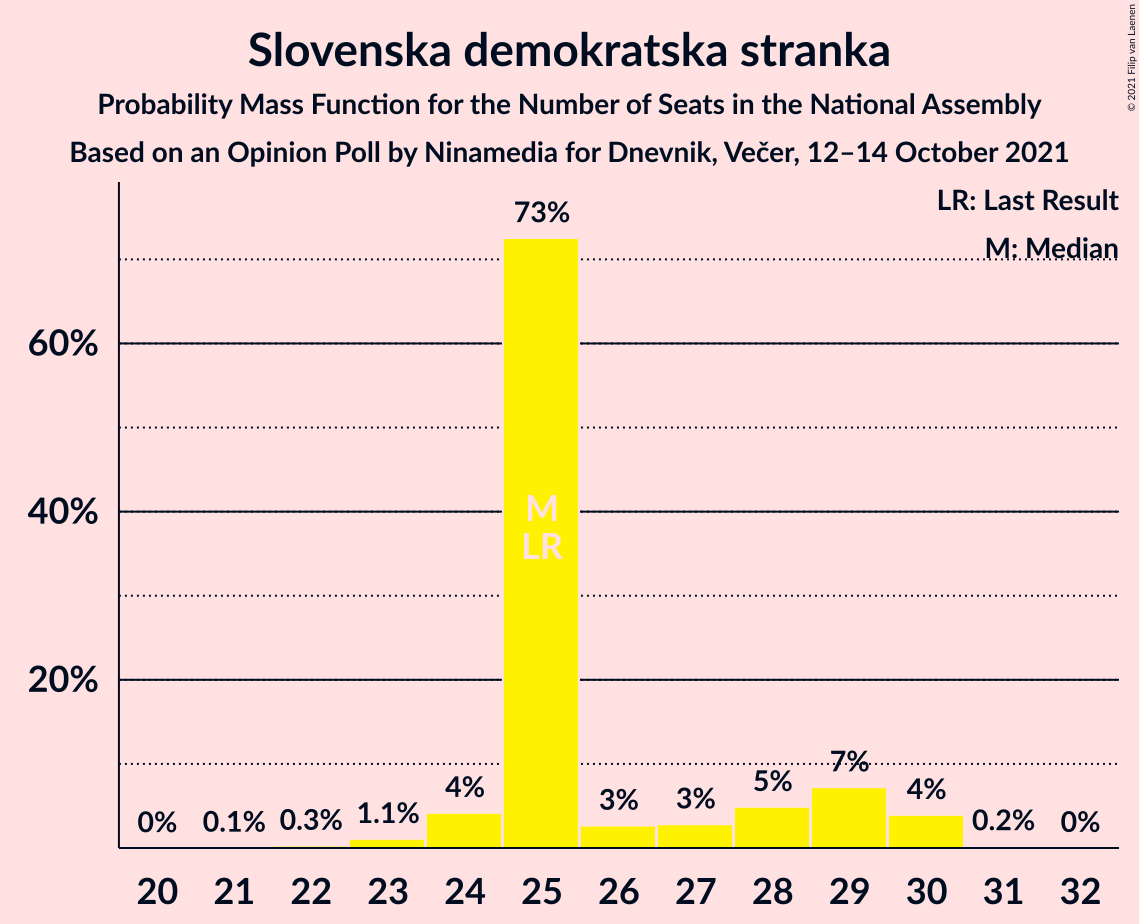 Slovenska demokratska stranka
Probability Mass Function for the Number of Seats in the National Assembly
Based on an Opinion Poll by Ninamedia for Dnevnik, Večer, 12–14 October 2021
© 2021 Filip van Laenen
LR: Last Result
M: Median
60%
40%
20%
0%
0.1%
0.3%
1.1%
4%
73%
3%
3%
5%
7%
4%
0.2%
0%
M
LR
20 21 22 23 24 25 26 27 28 29 30 31 32